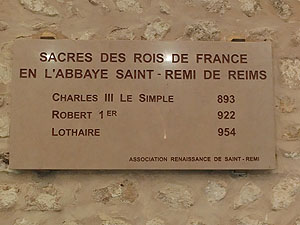 SACRES DES ROIS DE FRANCE
EN L'ABBAYE SAINT - REMI DE REIMS
CHARLES III LE SIMPLE 893
ROBERT 1ER 922
LOTHAIRE 954
ASSOCIATION RENAISSANCE DE SAINT - REMI